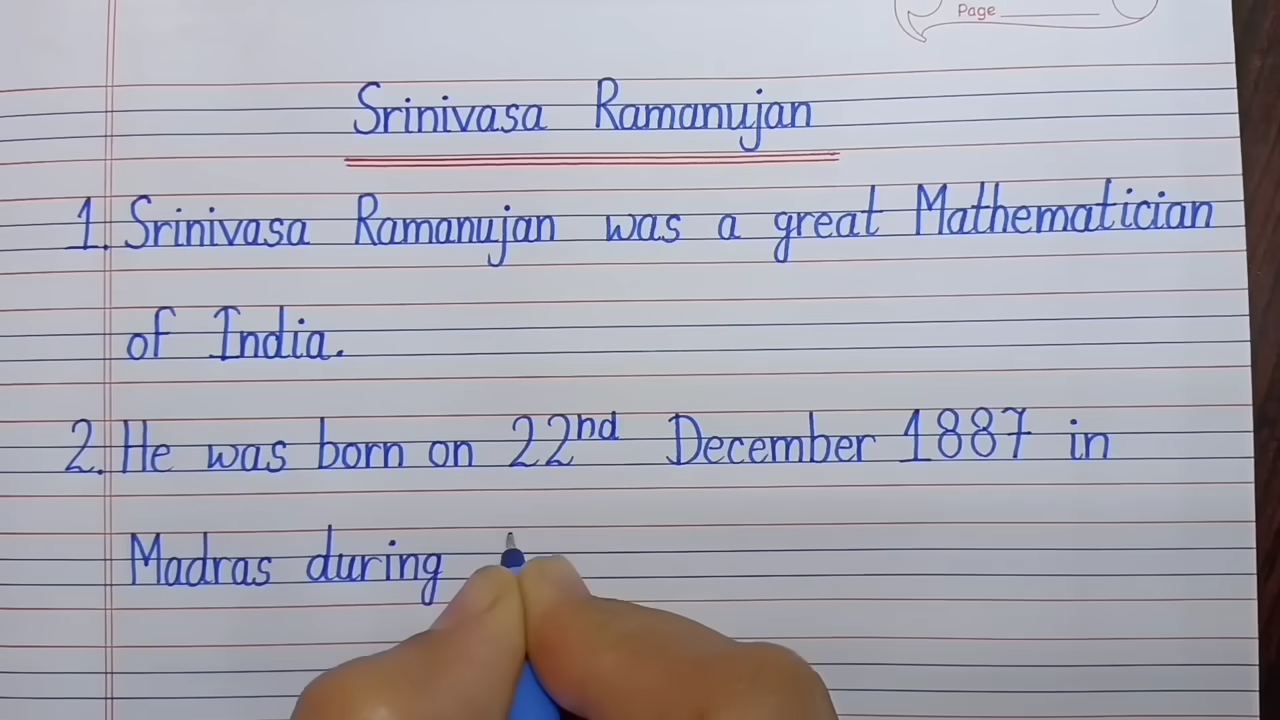 Page
Srinivasa Ramanujan
1. Srinivasa Ramanujan was a great Mathematician
of India.
2. He was born on 22nd December 1887 in
Madras during